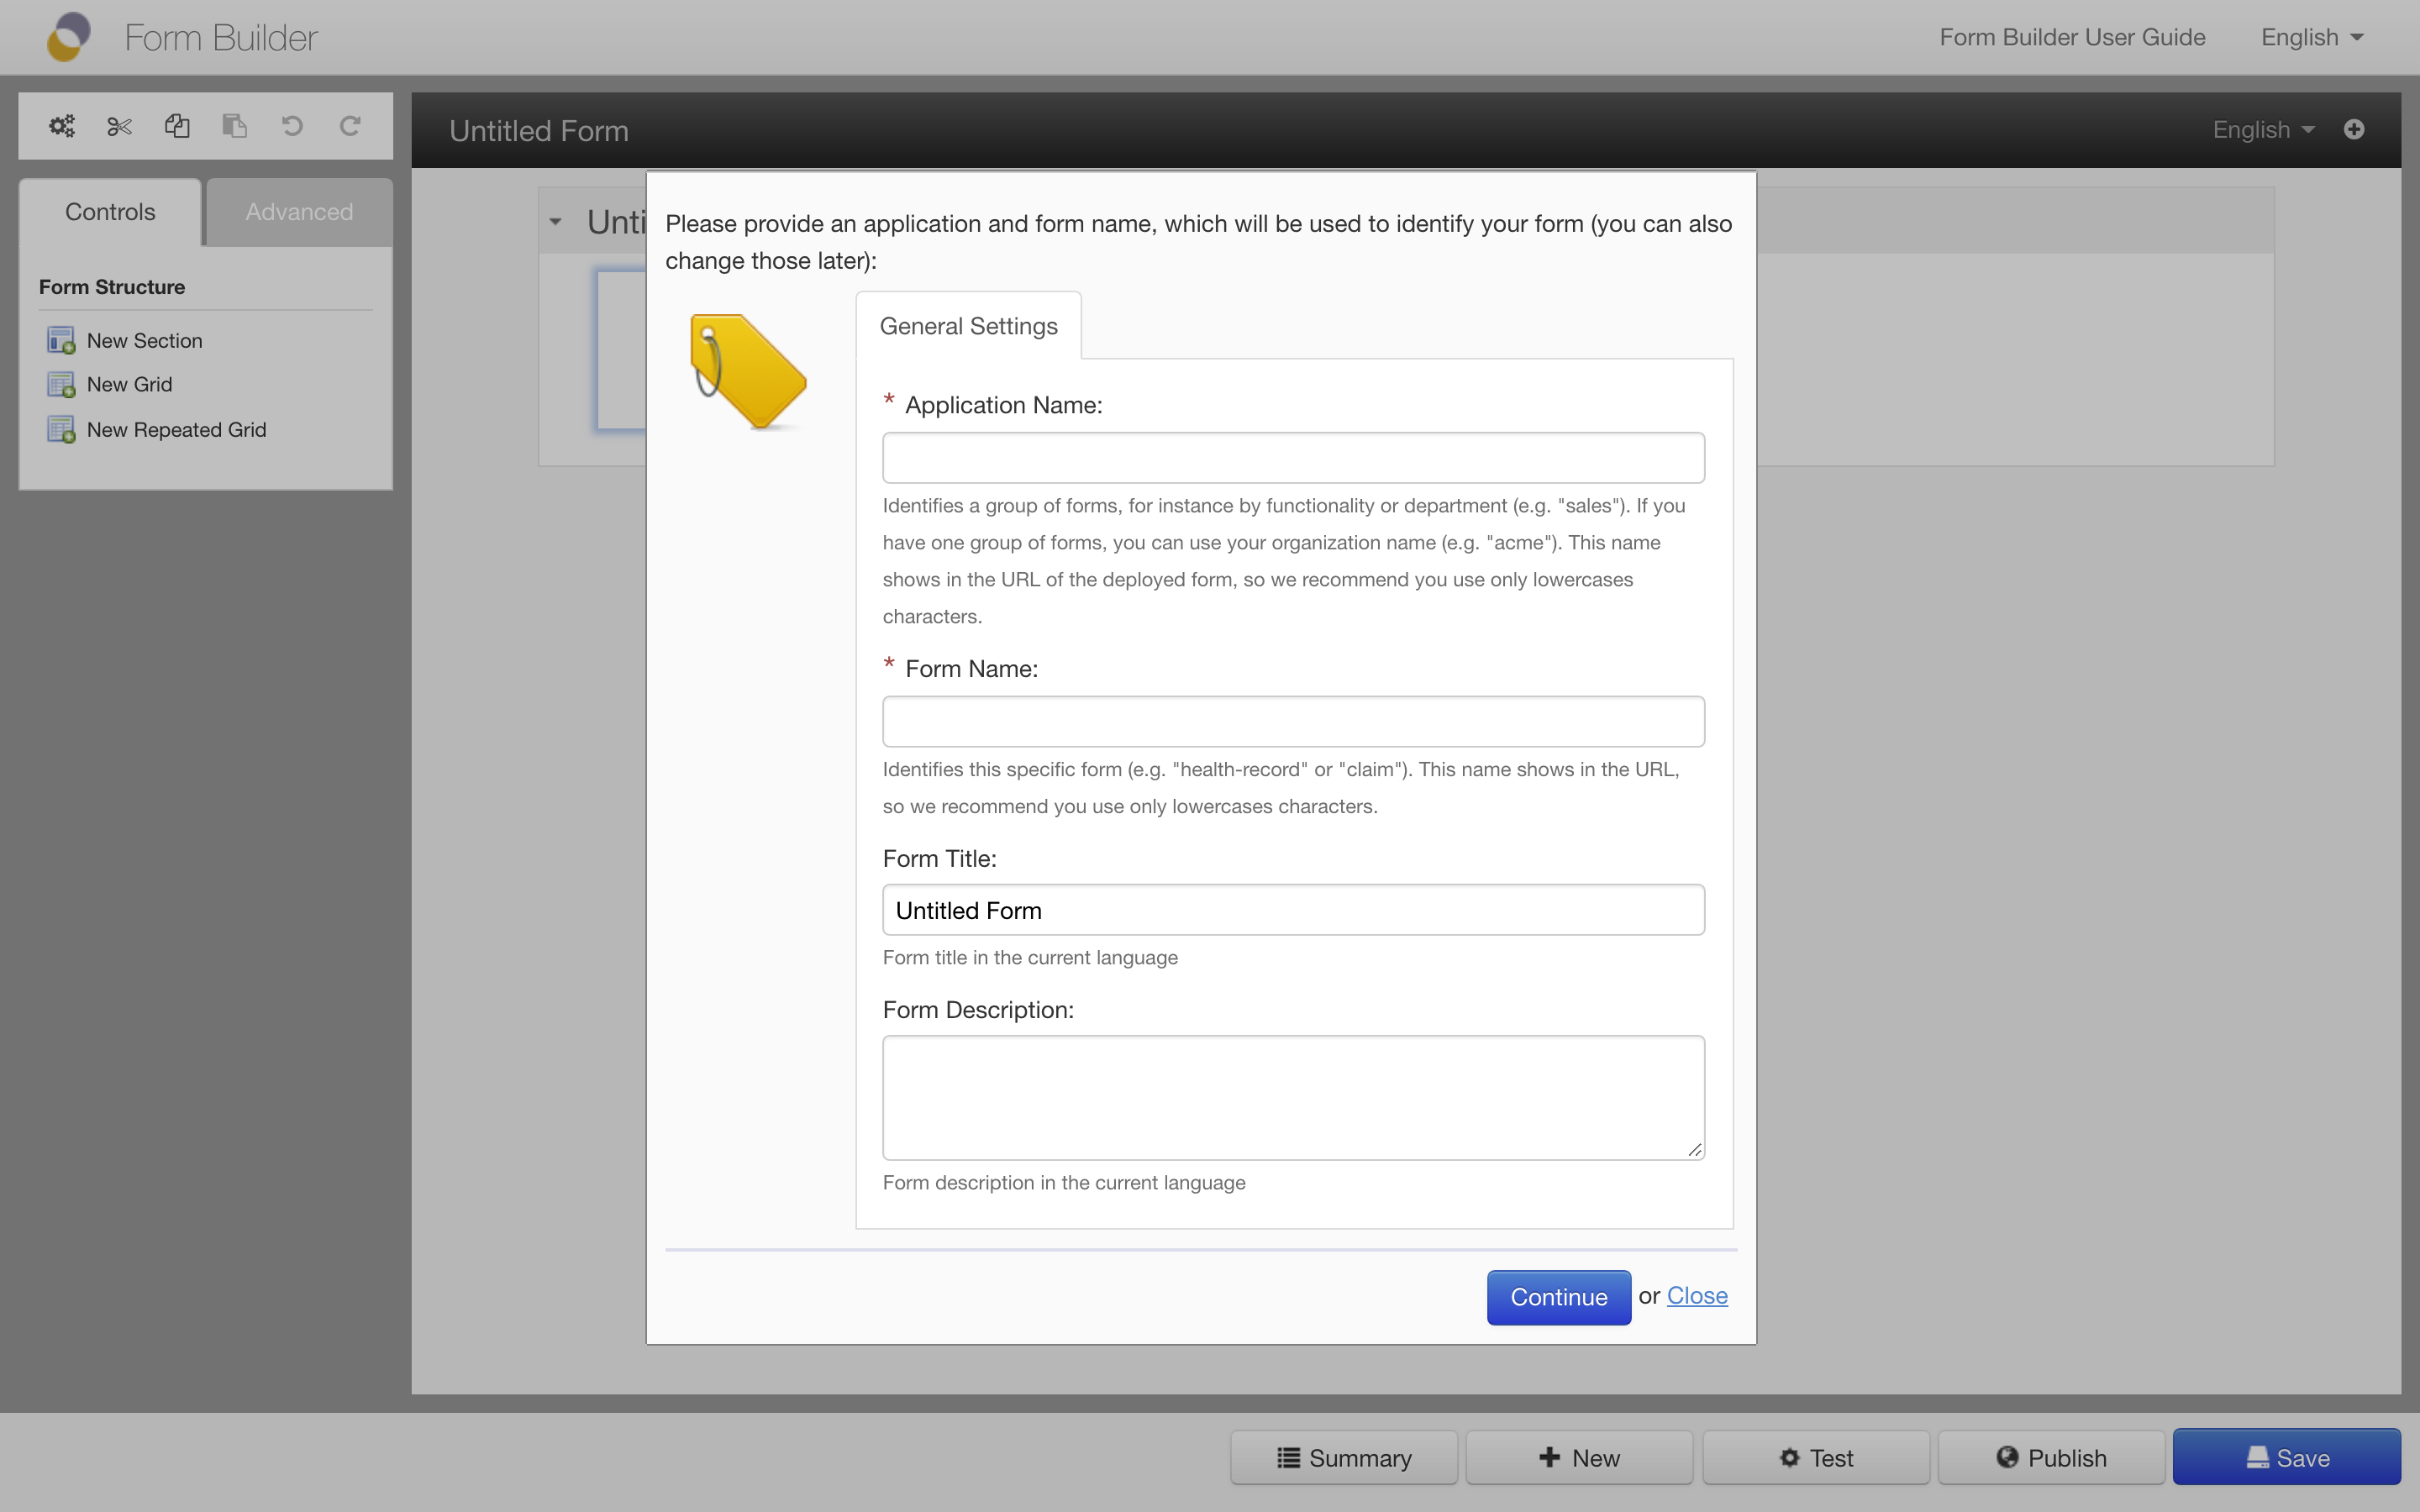 Form Builder
Form Builder User Guide
English
Untitled Form
English
Controls
Advanced
Form Structure
New Section
New Grid
New Repeated Grid
Unti
Please provide an application and form name, which will be used to identify your form (you can also
change those later):
General Settings
* Application Name:
Identifies a group of forms, for instance by functionality or department (e.g. "sales"). If you
have one group of forms, you can use your organization name (e.g. "acme"). This name
shows in the URL of the deployed form, so we recommend you use only lowercases
characters.
* Form Name:
Identifies this specific form (e.g. "health-record" or "claim"). This name shows in the URL,
so we recommend you use only lowercases characters.
Form Title:
Untitled Form
Form title in the current language
Form Description:
Form description in the current language
Continue or Close
Summary
New
Test
Publish
Save